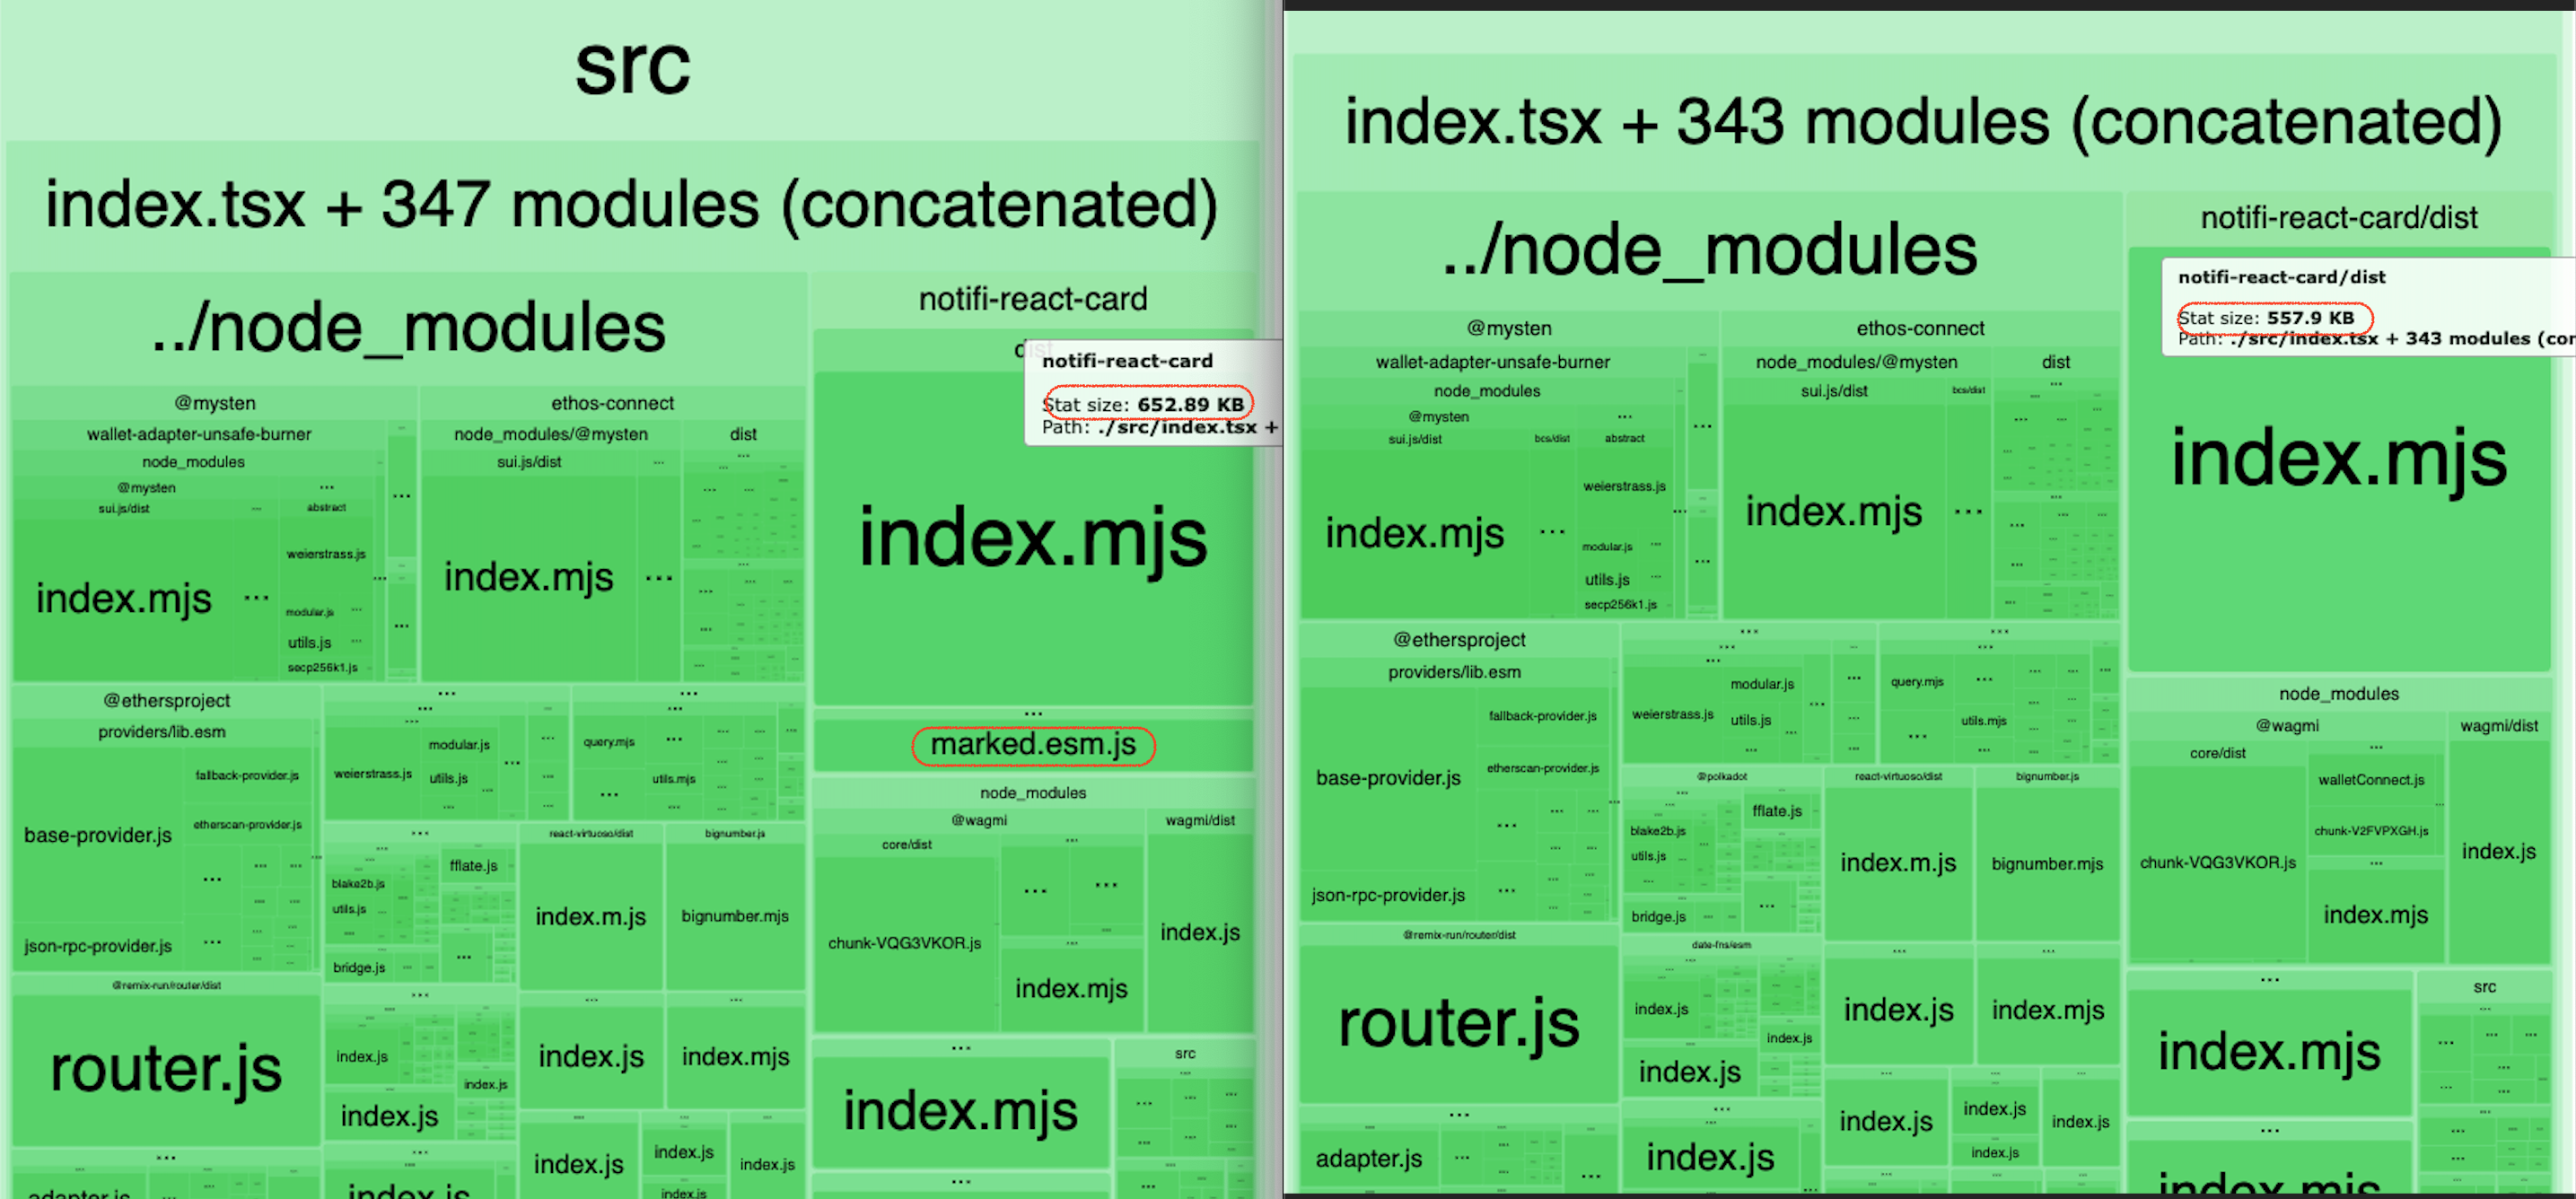 src
index.tsx + 347 modules (concatenated)
../node_modules
notifi-react-card
notifi-react-card
Stat size: 652.89 KB
Path: ./src/index.tsx +
@mysten
ethos-connect
wallet-adapter-unsafe-burner
node_modules/@mysten
dist
node_modules
sui.js/dist
...
@mysten
...
sui.js/dist
abstract
weierstrass.js
index.mjs
...
modular.js
utils.js
secp256k1.js
index.mjs
...
index.mjs
...
marked.esm.js
@ethersproject
providers/lib.esm
fallback-provider.js
base-provider.js
etherscan-provider.js
json-rpc-provider.js
modular.js
weierstrass.js
utils.js
query.mjs
utils.mjs
react-virtuoso/dist
bignumber.js
fflate.js
blake2b.js
utils.js
bridge.js
index.m.js
bignumber.mjs
node_modules
@wagmi
wagmi/dist
core/dist
chunk-VQG3VKOR.js
index.js
index.mjs
@remix-run/router/dist
router.js
index.js
index.js
index.js
index.js
index.mjs
index.mjs
src
index.js
index.js
index.js
index.js
adapter.js
index.js
index.tsx + 343 modules (concatenated)
../node_modules
notifi-react-card/dist
notifi-react-card/dist
Stat size: 557.9 KB
Path: ./src/index.tsx + 343 modules (con
@mysten
ethos-connect
wallet-adapter-unsafe-burner
node_modules/@mysten
dist
node_modules
sui.js/dist
bcs/dist
@mysten
...
sui.js/dist
bcs/dist
abstract
weierstrass.js
index.mjs
...
modular.js
utils.js
secp256k1.js
index.mjs
...
index.mjs
@ethersproject
providers/lib.esm
fallback-provider.js
base-provider.js
etherscan-provider.js
json-rpc-provider.js
modular.js
weierstrass.js
utils.js
query.mjs
utils.mjs
@polkadot
react-virtuoso/dist
bignumber.js
fflate.js
blake2b.js
utils.js
bridge.js
index.m.js
bignumber.mjs
node_modules
@wagmi
wagmi/dist
core/dist
walletConnect.js
chunk-V2FVPXGH.js
chunk-VQG3VKOR.js
index.js
index.mjs
@remix-run/router/dist
date-fns/esm
router.js
index.js
index.js
index.js
index.js
index.mjs
index.mjs
src
index.js
index.js
index.js
index.js
adapter.js
index.js
index.mjs